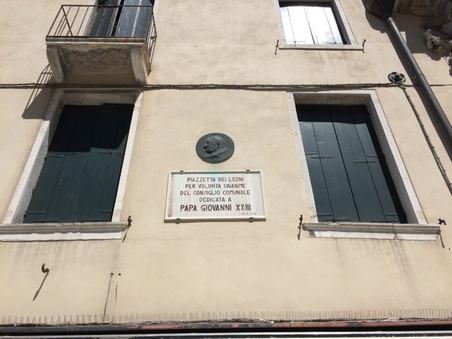 PIAZZETTA DEI LEONI
PER VOLONTÀ UNANIME
DEL CONSIGLIO COMUNALE
DEDICATA A
PAPA GIOVANNI XXIII